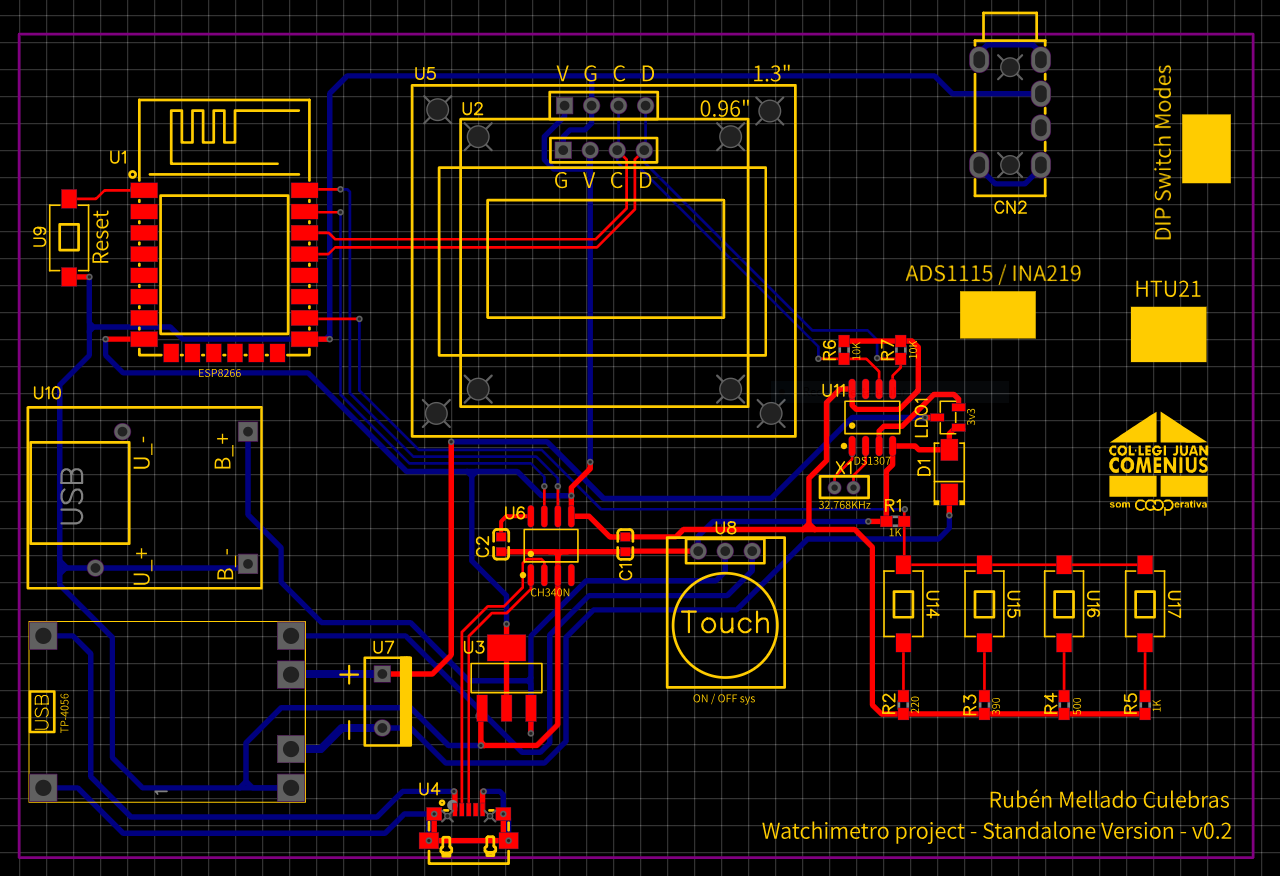 U5
V G C D
1.3"
U2
0.96"
G V C D
U1
U9
Reset
ESP8266
CN2
DIP Switch Modes
ADS1115 / INA219
HTU21
R6
10K
R7
10K
U11
DS1307
LDO1
3v3
D1
X1
32.768KHz
R1
1K
COL·LEGI JUAN
COMENIUS
som COOPerativa
U10
USB
U_-
B_+
U_+
B_-
U6
C2
C1
CH340N
U8
Touch
ON / OFF sys
U14
U15
U16
U17
R2
220
R3
390
R4
500
R5
1K
USB
TP-4056
1
U7
+
-
U3
U4
Rubén Mellado Culebras
Watchimetro project - Standalone Version - v0.2